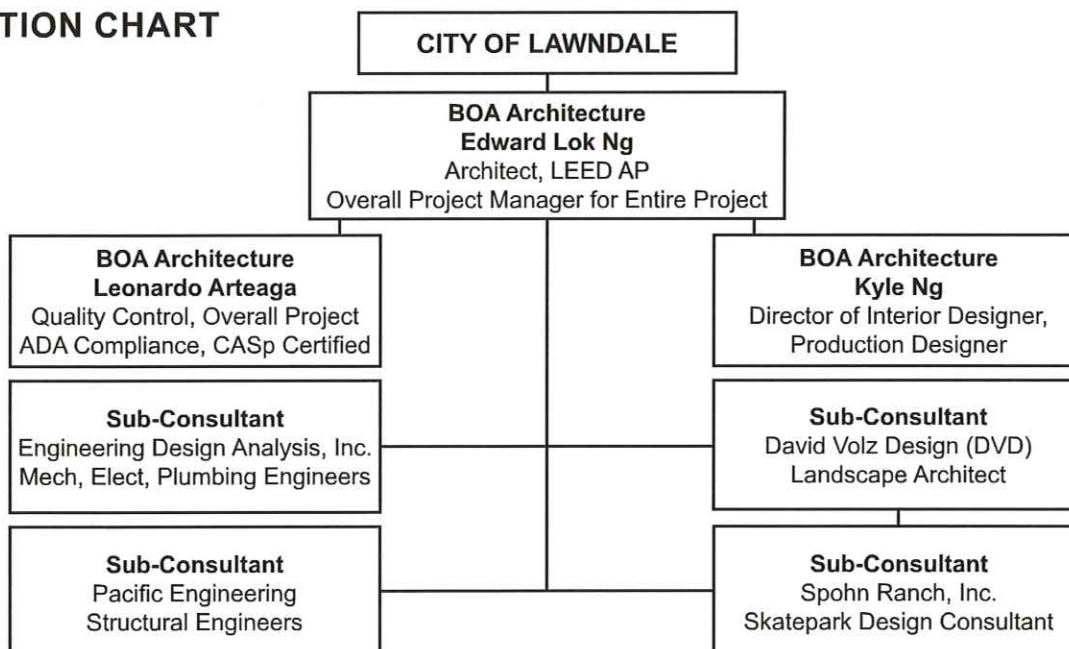 TION CHART
CITY OF LAWNDALE
BOA Architecture
Edward Lok Ng
Architect, LEED AP
Overall Project Manager for Entire Project
BOA Architecture
Leonardo Arteaga
Quality Control, Overall Project
ADA Compliance, CASp Certified
BOA Architecture
Kyle Ng
Director of Interior Designer,
Production Designer
Sub-Consultant
Engineering Design Analysis, Inc.
Mech, Elect, Plumbing Engineers
Sub-Consultant
David Volz Design (DVD)
Landscape Architect
Sub-Consultant
Pacific Engineering
Structural Engineers
Sub-Consultant
Spohn Ranch, Inc.
Skatepark Design Consultant